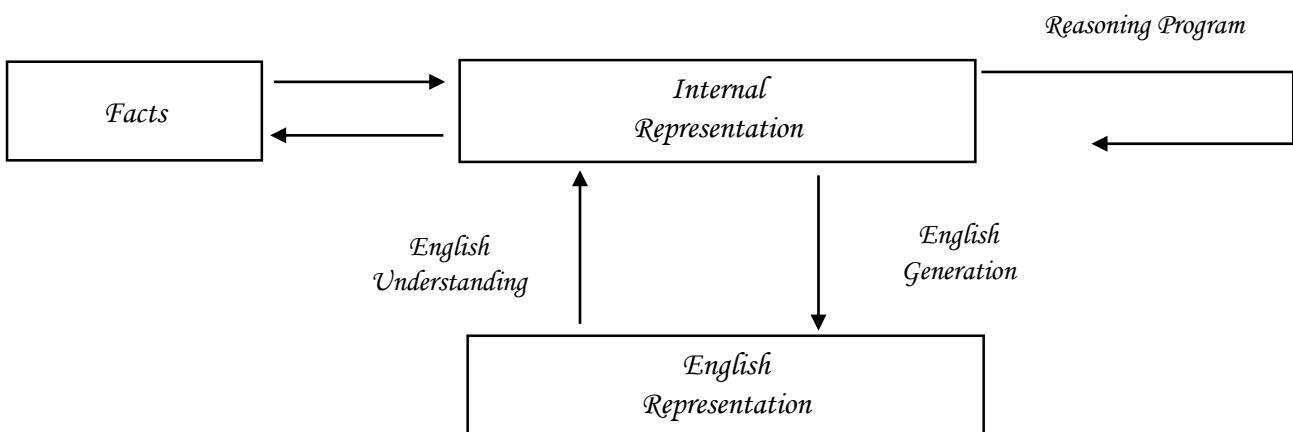 Reasoning Program
Facts
Internal
Representation
English
Understanding
English
Generation
English
Representation